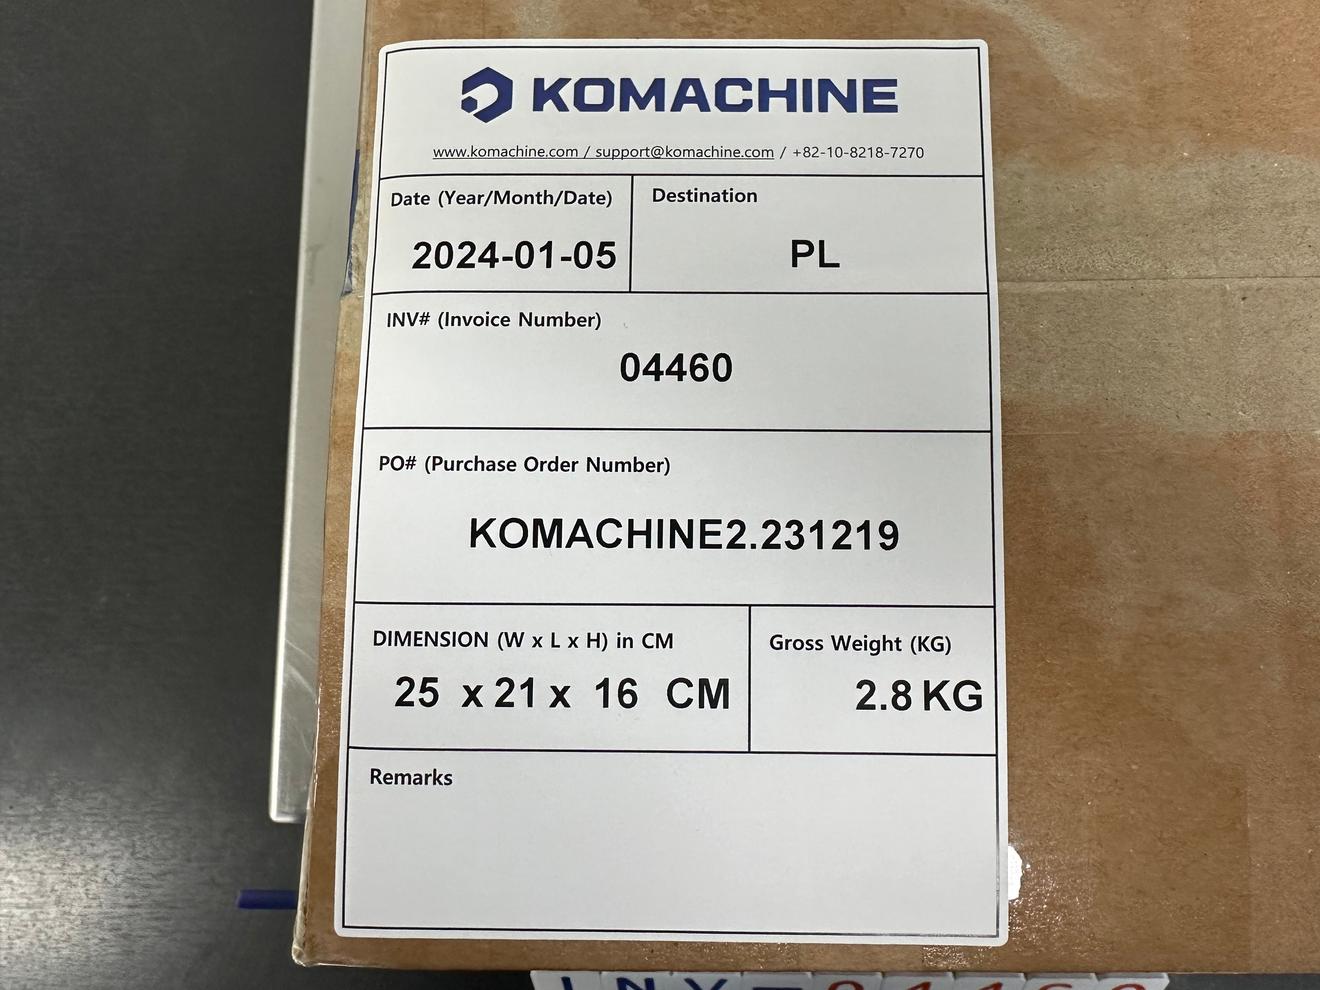 KOMACHINE
www.komachine.com / support@komachine.com / +82-10-8218-7270
Date (Year/Month/Date)
2024-01-05
Destination
PL
INV# (Invoice Number)
04460
PO# (Purchase Order Number)
KOMACHINE2.231219
DIMENSION (W x L x H) in CM
25 x 21 x 16 CM
Gross Weight (KG)
2.8 KG
Remarks